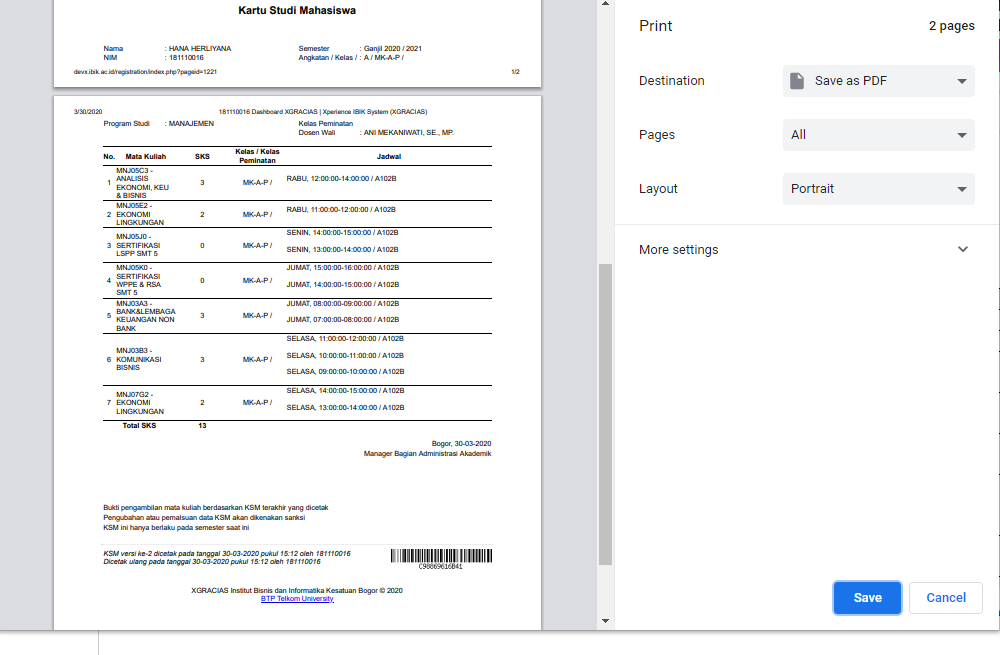 Kartu Studi Mahasiswa
Nama : HANA HERLIYANA Semester : Ganjil 2020 / 2021
NIM : 181110016 Angkatan / Kelas / : A / MK-A-P /
devx.ibik.ac.id/registration/index.php?pageid=1221 1/2
3/30/2020 181110016 Dashboard XGRACIAS | Xperience IBIK System (XGRACIAS)
Program Studi : MANAJEMEN Kelas Peminatan
Dosen Wali : ANI MEKANIWATI, SE., MP.
No. Mata Kuliah SKS Kelas / Kelas Peminatan Jadwal
1 MNJ05C3 -
ANALISIS
EKONOMI, KEU
& BISNIS
3 MK-A-P / RABU, 12:00:00-14:00:00 / A102B
2 MNJ05E2 -
EKONOMI
LINGKUNGAN
2 MK-A-P / RABU, 11:00:00-12:00:00 / A102B
3 MNJ05J0 -
SERTIFIKASI
LSPP SMT 5
0 MK-A-P / SENIN, 14:00:00-15:00:00 / A102B
SENIN, 13:00:00-14:00:00 / A102B
4 MNJ05K0 -
SERTIFIKASI
WPPE & RSA
SMT 5
0 MK-A-P / JUMAT, 15:00:00-16:00:00 / A102B
JUMAT, 14:00:00-15:00:00 / A102B
5 MNJ03A3 -
BANK&LEMBAGA
KEUANGAN NON
BANK
3 MK-A-P / JUMAT, 08:00:00-09:00:00 / A102B
JUMAT, 07:00:00-08:00:00 / A102B
6 MNJ03B3 -
KOMUNIKASI
BISNIS
3 MK-A-P / SELASA, 11:00:00-12:00:00 / A102B
SELASA, 10:00:00-11:00:00 / A102B
SELASA, 09:00:00-10:00:00 / A102B
7 MNJ07G2 -
EKONOMI
LINGKUNGAN
2 MK-A-P / SELASA, 14:00:00-15:00:00 / A102B
SELASA, 13:00:00-14:00:00 / A102B
Total SKS 13
Bogor, 30-03-2020
Manager Bagian Administrasi Akademik
Bukti pengambilan mata kuliah berdasarkan KSM terakhir yang dicetak
Pengubahan atau pemalsuan data KSM akan dikenakan sanksi
KSM ini hanya berlaku pada semester saat ini
KSM versi ke-2 dicetak pada tanggal 30-03-2020 pukul 15:12 oleh 181110016
Dicetak ulang pada tanggal 30-03-2020 pukul 15:12 oleh 181110016
C98869616B41
XGRACIAS Institut Bisnis dan Informatika Kesatuan Bogor © 2020
BTP Telkom University
Print 2 pages
Destination Save as PDF
Pages All
Layout Portrait
More settings
Save Cancel